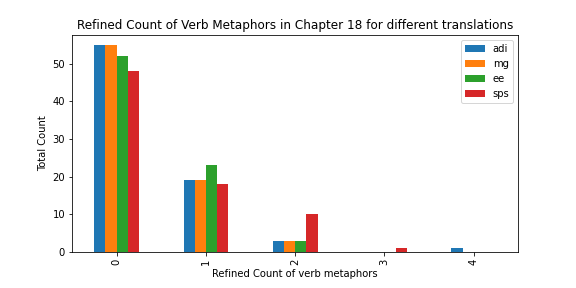 Refined Count of Verb Metaphors in Chapter 18 for different translations
adi
mg
ee
sps
Total Count
50
40
30
20
10
0
0
1
2
3
4
Refined Count of verb metaphors